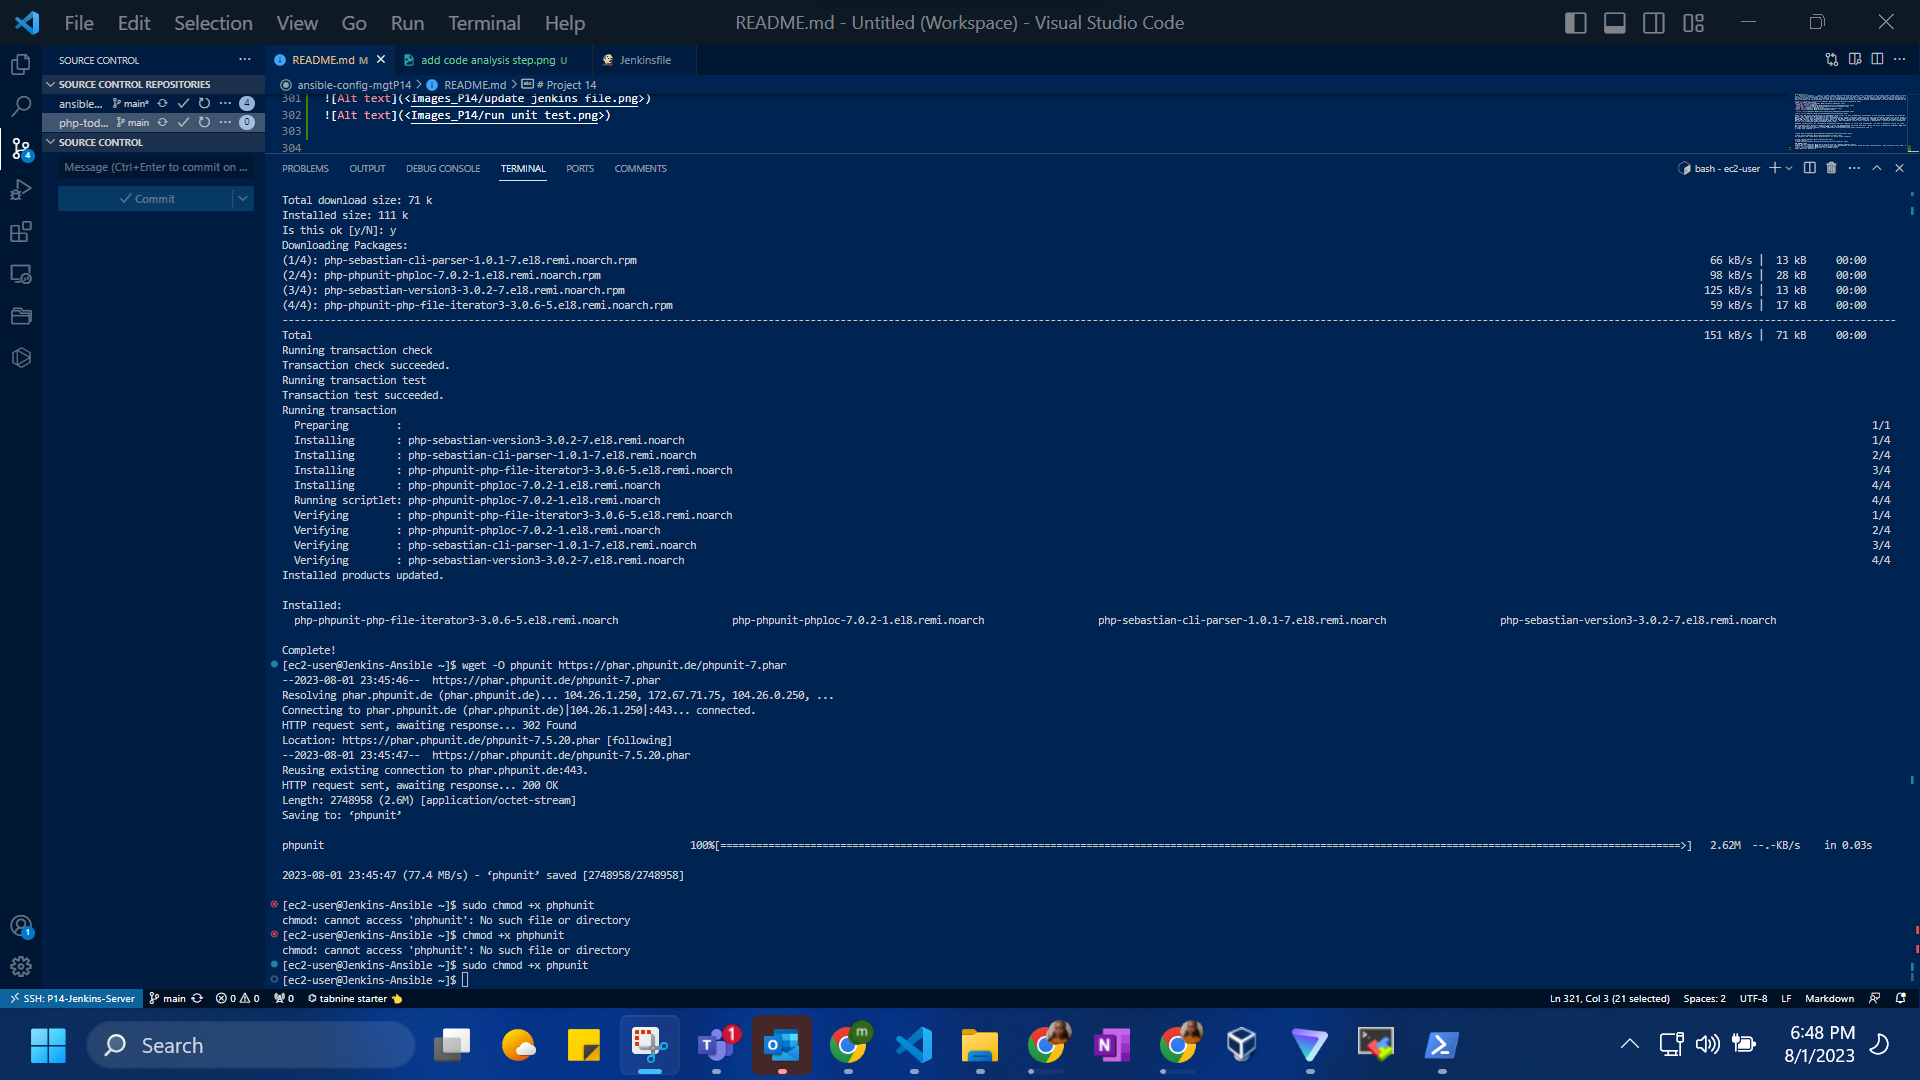 File Edit Selection View Go Run Terminal Help
README.md - Untitled (Workspace) - Visual Studio Code
SOURCE CONTROL
README.md M
add code analysis step.png U
Jenkinsfile
SOURCE CONTROL REPOSITORIES
ansible-config-mgtP14 > README.md > # Project 14
ansible... main* 4
php-tod... main 0
SOURCE CONTROL
Message (Ctrl+Enter to commit on ...
Commit
301 ![Alt text](<Images_P14/update jenkins file.png>)
302 ![Alt text](<Images_P14/run unit test.png>)
303
304
PROBLEMS OUTPUT DEBUG CONSOLE TERMINAL PORTS COMMENTS
bash - ec2-user
Total download size: 71 k
Installed size: 111 k
Is this ok [y/N]: y
Downloading Packages:
(1/4): php-sebastian-cli-parser-1.0.1-7.el8.remi.noarch.rpm 66 kB/s | 13 kB 00:00
(2/4): php-phpunit-phploc-7.0.2-1.el8.remi.noarch.rpm 98 kB/s | 28 kB 00:00
(3/4): php-sebastian-version3-3.0.2-7.el8.remi.noarch.rpm 125 kB/s | 13 kB 00:00
(4/4): php-phpunit-php-file-iterator3-3.0.6-5.el8.remi.noarch.rpm 59 kB/s | 17 kB 00:00
Total 151 kB/s | 71 kB 00:00
Running transaction check
Transaction check succeeded.
Running transaction test
Transaction test succeeded.
Running transaction
Preparing : 1/1
Installing : php-sebastian-version3-3.0.2-7.el8.remi.noarch 1/4
Installing : php-sebastian-cli-parser-1.0.1-7.el8.remi.noarch 2/4
Installing : php-phpunit-php-file-iterator3-3.0.6-5.el8.remi.noarch 3/4
Installing : php-phpunit-phploc-7.0.2-1.el8.remi.noarch 4/4
Running scriptlet: php-phpunit-phploc-7.0.2-1.el8.remi.noarch 4/4
Verifying : php-phpunit-php-file-iterator3-3.0.6-5.el8.remi.noarch 1/4
Verifying : php-phpunit-phploc-7.0.2-1.el8.remi.noarch 2/4
Verifying : php-sebastian-cli-parser-1.0.1-7.el8.remi.noarch 3/4
Verifying : php-sebastian-version3-3.0.2-7.el8.remi.noarch 4/4
Installed products updated.
Installed:
php-phpunit-php-file-iterator3-3.0.6-5.el8.remi.noarch php-phpunit-phploc-7.0.2-1.el8.remi.noarch php-sebastian-cli-parser-1.0.1-7.el8.remi.noarch php-sebastian-version3-3.0.2-7.el8.remi.noarch
Complete!
[ec2-user@Jenkins-Ansible ~]$ wget -O phpunit https://phar.phpunit.de/phpunit-7.phar
--2023-08-01 23:45:46-- https://phar.phpunit.de/phpunit-7.phar
Resolving phar.phpunit.de (phar.phpunit.de)... 104.26.1.250, 172.67.71.75, 104.26.0.250, ...
Connecting to phar.phpunit.de (phar.phpunit.de)|104.26.1.250|:443... connected.
HTTP request sent, awaiting response... 302 Found
Location: https://phar.phpunit.de/phpunit-7.5.20.phar [following]
--2023-08-01 23:45:47-- https://phar.phpunit.de/phpunit-7.5.20.phar
Reusing existing connection to phar.phpunit.de:443.
HTTP request sent, awaiting response... 200 OK
Length: 2748958 (2.6M) [application/octet-stream]
Saving to: ‘phpunit’
phpunit 100%[=====>] 2.62M --.-KB/s in 0.03s
2023-08-01 23:45:47 (77.4 MB/s) - ‘phpunit’ saved [2748958/2748958]
[ec2-user@Jenkins-Ansible ~]$ sudo chmod +x phphunit
chmod: cannot access 'phphunit': No such file or directory
[ec2-user@Jenkins-Ansible ~]$ chmod +x phphunit
chmod: cannot access 'phphunit': No such file or directory
[ec2-user@Jenkins-Ansible ~]$ sudo chmod +x phpunit
[ec2-user@Jenkins-Ansible ~]$
SSH: P14-Jenkins-Server main 0 0 0 tabnine starter
Ln 321, Col 3 (21 selected) Spaces: 2 UTF-8 LF Markdown
Search
6:48 PM
8/1/2023